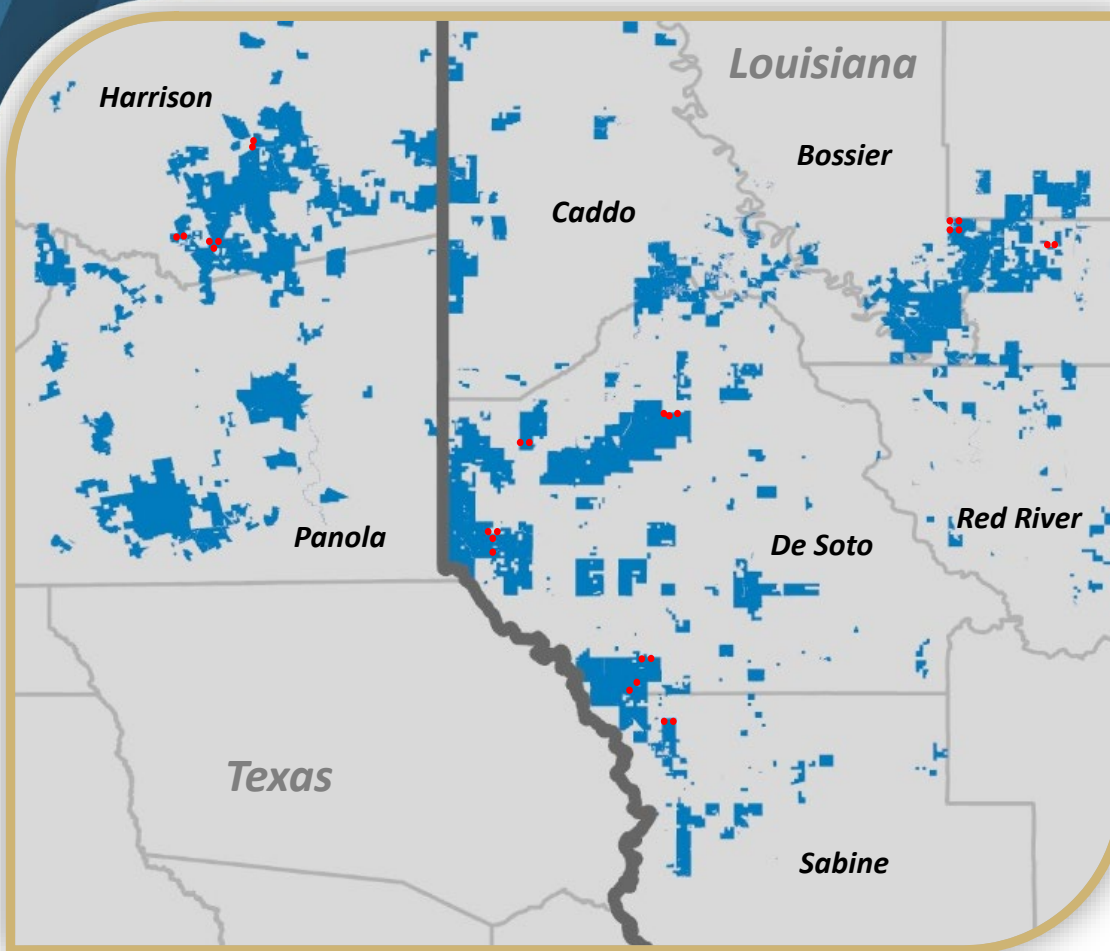 Louisiana
Harrison
Bossier
Caddo
Red River
Panola
De Soto
Texas
Sabine